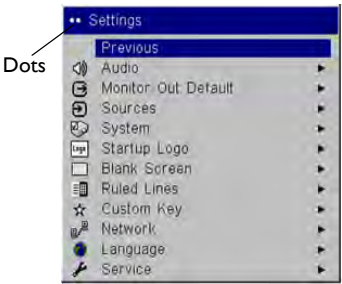 Settings
Previous
Dots
Audio
Monitor Out Default
Sources
System
Logo
Startup Logo
Blank Screen
Ruled Lines
Custom Key
Network
Language
Service